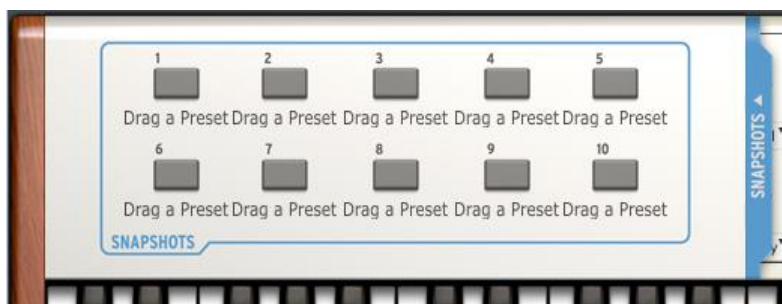 1 2 3 4 5
Drag a Preset Drag a Preset Drag a Preset Drag a Preset Drag a Preset
6 7 8 9 10
Drag a Preset Drag a Preset Drag a Preset Drag a Preset Drag a Preset
SNAPSHOTS
SNAPSHOTS ▲